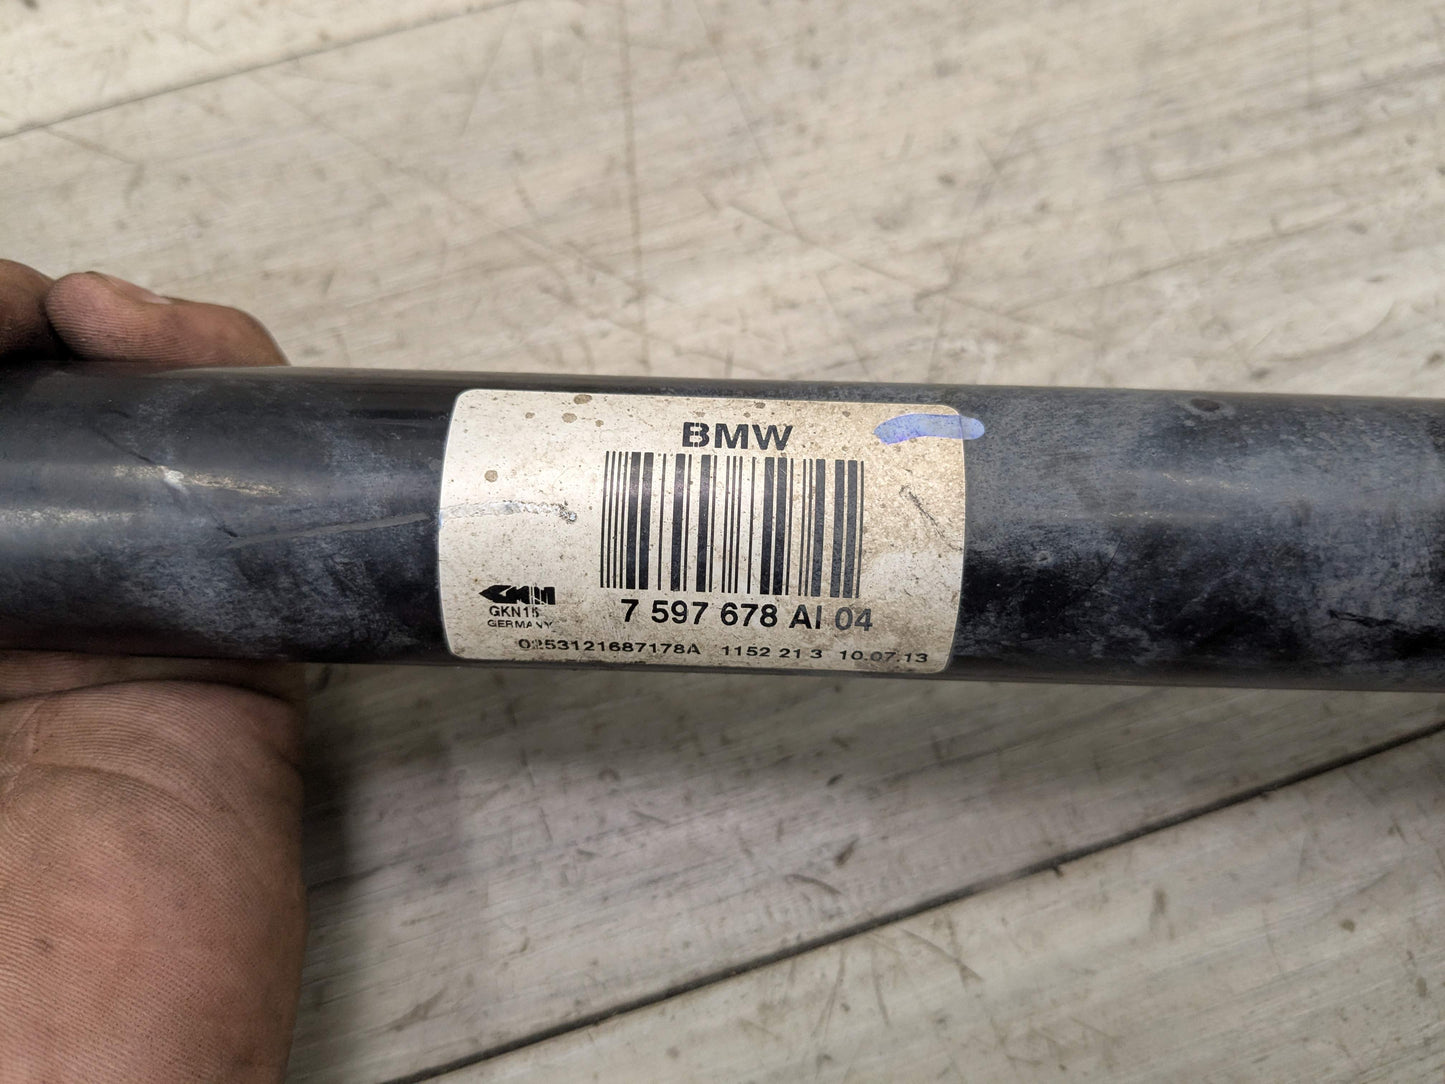 BMW
GKN
GKN15
GERMANY
7 597 678 AI 04
0253121687178A 1152 21 3 10.07.13